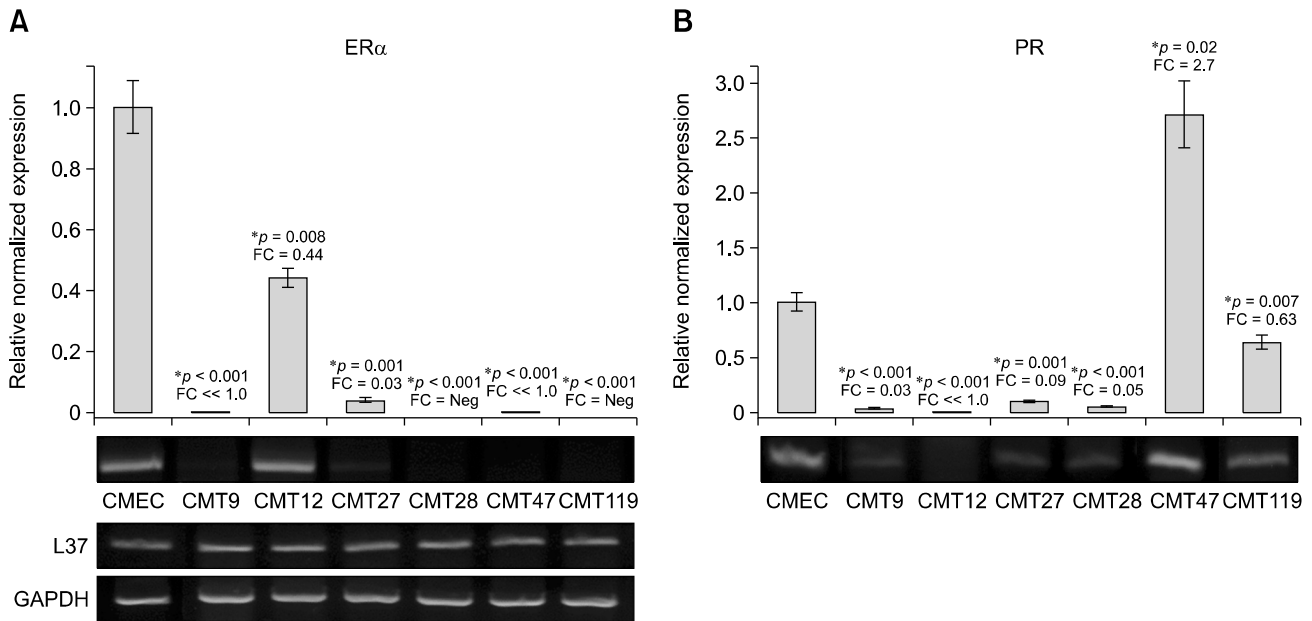 A
ERα
Relative normalized expression
1.0
0.8
0.6
0.4
0.2
0
*p = 0.008
FC = 0.44
*p < 0.001
FC << 1.0
*p = 0.001
FC = 0.03
*p < 0.001
FC = Neg
*p < 0.001
FC << 1.0
*p < 0.001
FC = Neg
CMEC CMT9 CMT12 CMT27 CMT28 CMT47 CMT119
L37
GAPDH
B
PR
Relative normalized expression
3.0
2.5
2.0
1.5
1.0
0.5
0
*p = 0.02
FC = 2.7
*p = 0.007
FC = 0.63
*p < 0.001
FC = 0.03
*p < 0.001
FC << 1.0
*p = 0.001
FC = 0.09
*p < 0.001
FC = 0.05
CMEC CMT9 CMT12 CMT27 CMT28 CMT47 CMT119